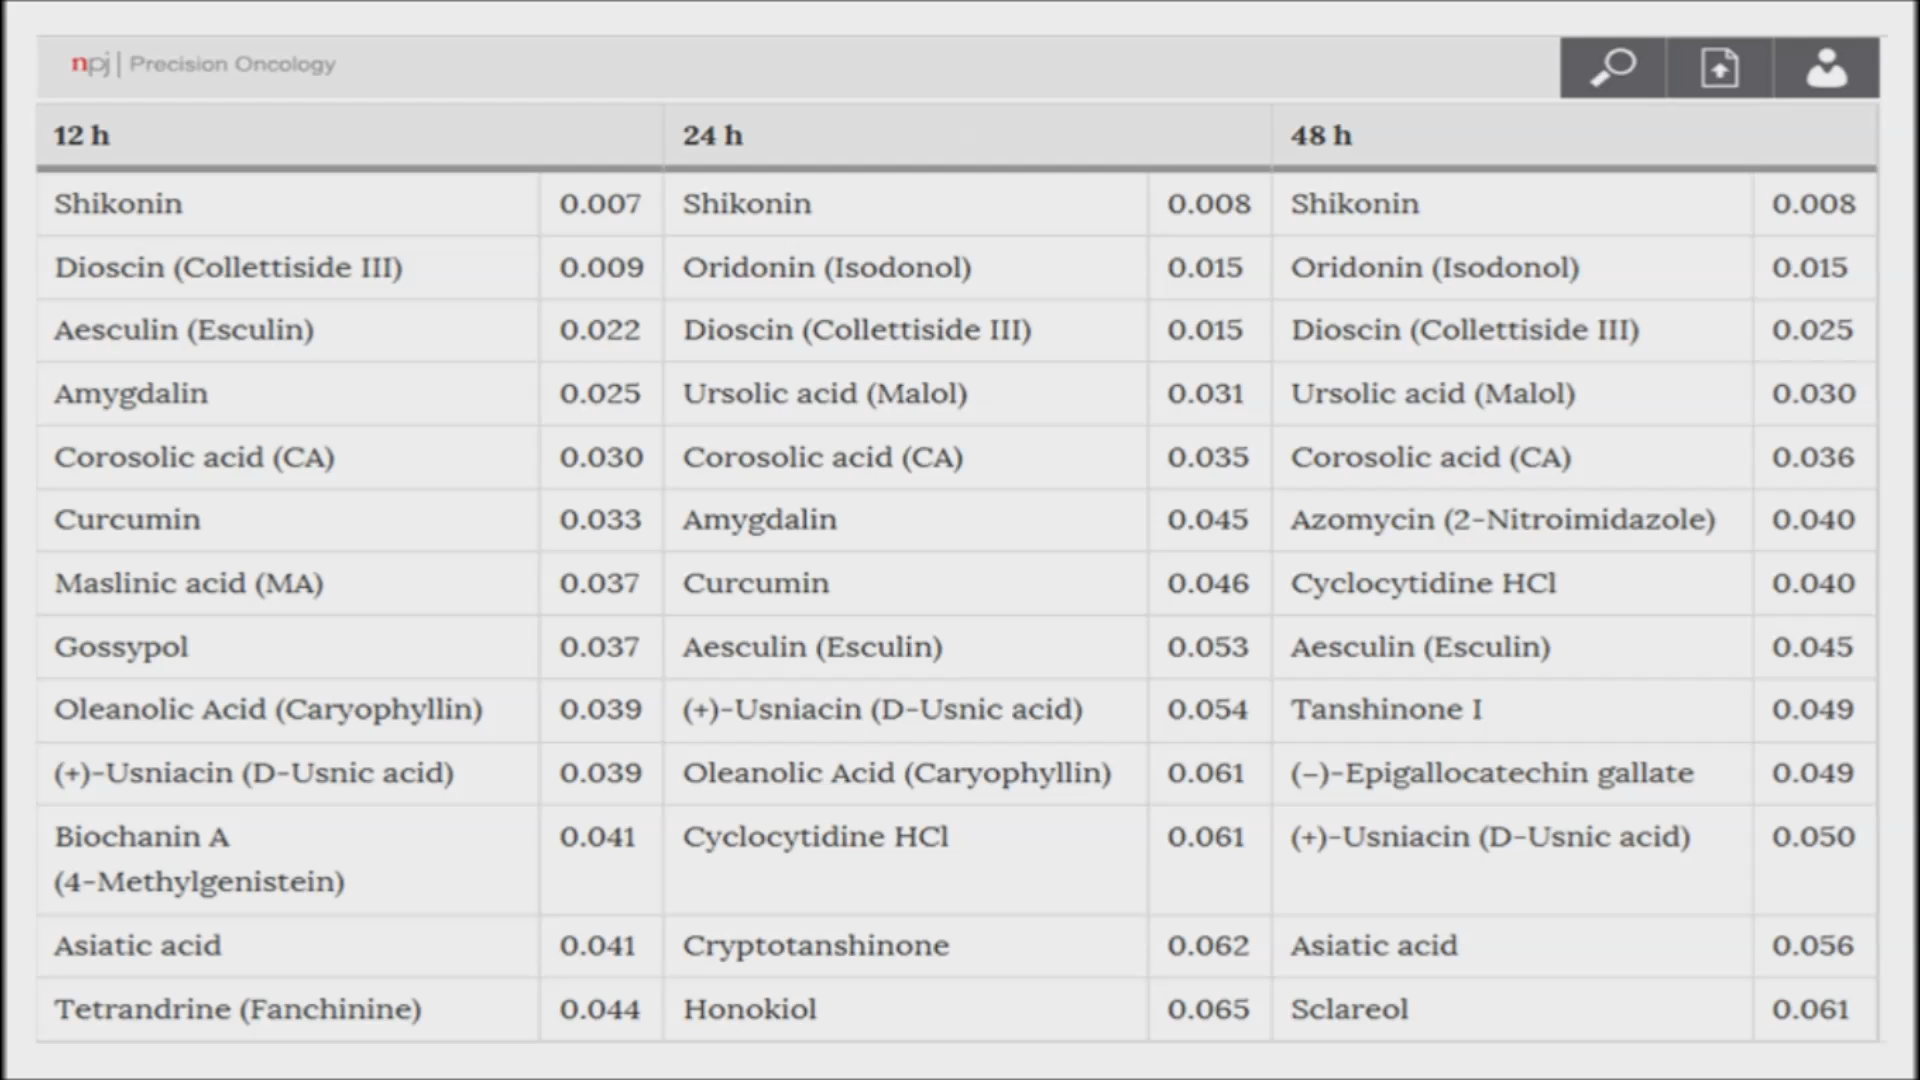 npj | Precision Oncology
12 h 24 h 48 h
Shikonin 0.007 Shikonin 0.008 Shikonin 0.008
Dioscin (Collettiside III) 0.009 Oridonin (Isodonol) 0.015 Oridonin (Isodonol) 0.015
Aesculin (Esculin) 0.022 Dioscin (Collettiside III) 0.015 Dioscin (Collettiside III) 0.025
Amygdalin 0.025 Ursolic acid (Malol) 0.031 Ursolic acid (Malol) 0.030
Corosolic acid (CA) 0.030 Corosolic acid (CA) 0.035 Corosolic acid (CA) 0.036
Curcumin 0.033 Amygdalin 0.045 Azomycin (2-Nitroimidazole) 0.040
Maslinic acid (MA) 0.037 Curcumin 0.046 Cyclocytidine HCl 0.040
Gossypol 0.037 Aesculin (Esculin) 0.053 Aesculin (Esculin) 0.045
Oleanolic Acid (Caryophyllin) 0.039 (+)-Usniacin (D-Usnic acid) 0.054 Tanshinone I 0.049
(+)-Usniacin (D-Usnic acid) 0.039 Oleanolic Acid (Caryophyllin) 0.061 (−)-Epigallocatechin gallate 0.049
Biochanin A 0.041 Cyclocytidine HCl 0.061 (+)-Usniacin (D-Usnic acid) 0.050
(4-Methylgenistein)
Asiatic acid 0.041 Cryptotanshinone 0.062 Asiatic acid 0.056
Tetrandrine (Fanchinine) 0.044 Honokiol 0.065 Sclareol 0.061